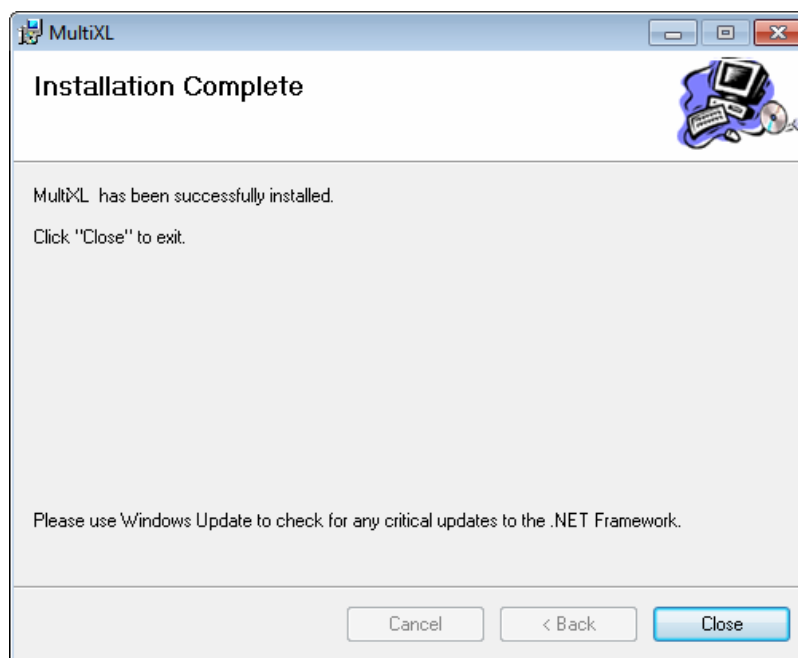 MultiXL
Installation Complete
MultiXL has been successfully installed.
Click "Close" to exit.
Please use Windows Update to check for any critical updates to the .NET Framework.
Cancel
< Back
Close